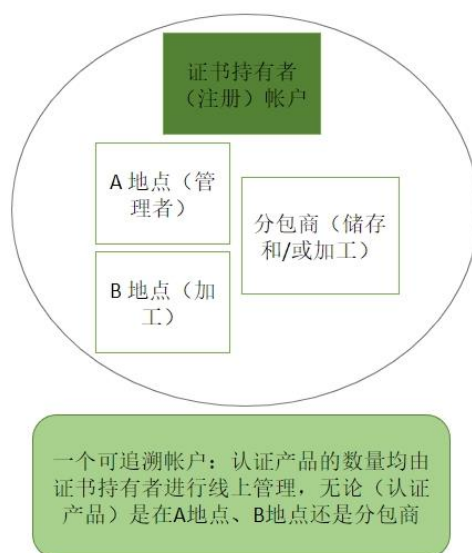 证书持有者
（注册）帐户
A 地点（管
理者）
分包商（储存
和/或加工）
B 地点（加
工）
一个可追溯帐户：认证产品的数量均由
证书持有者进行线上管理，无论（认证
产品）是在A地点、B地点还是分包商